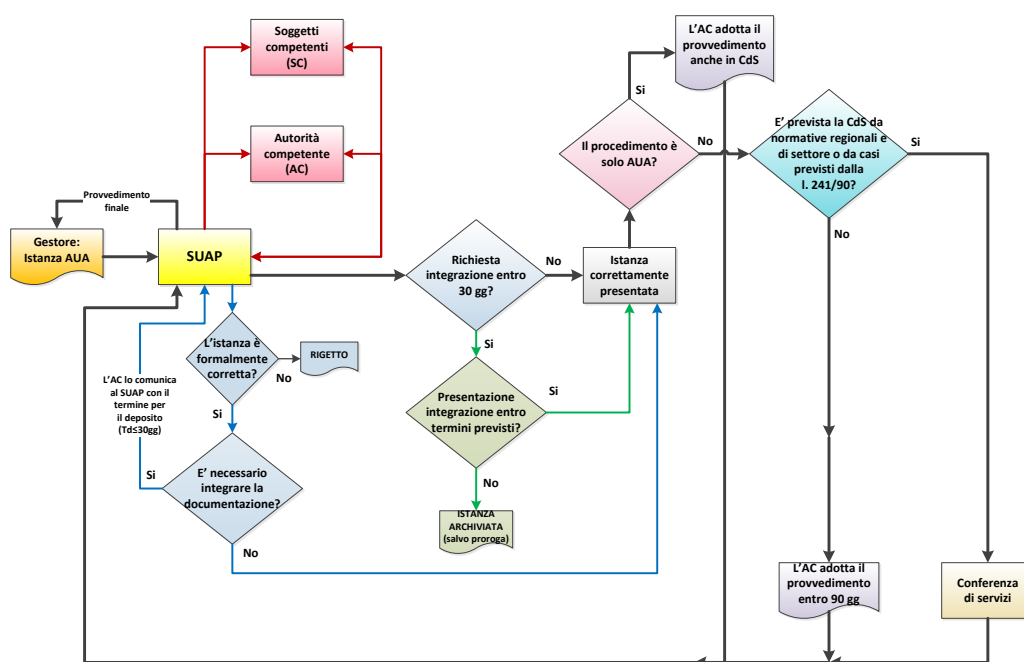 Soggetti
competenti
(SC)
L'AC adotta il
provvedimento
anche in CdS
Si
Autorità
competente
(AC)
Il procedimento è
solo AUA?
No
E' prevista la CdS da
normative regionali e
di settore o da casi
previsti dalla
l. 241/90?
Si
Provvedimento
finale
Gestore:
Istanza AUA
SUAP
Richiesta
integrazione entro
30 gg?
No
Istanza
correttamente
presentata
No
L'istanza è
formalmente
corretta?
No
RIGETTO
Si
L'AC lo comunica
al SUAP con il
termine per
il deposito
(Td≤30gg)
Si
Presentazione
integrazione entro
termini previsti?
Si
E' necessario
integrare la
documentazione?
Si
No
No
ISTANZA
ARCHIVIATA
(salvo proroga)
L'AC adotta il
provvedimento
entro 90 gg
Conferenza
di servizi